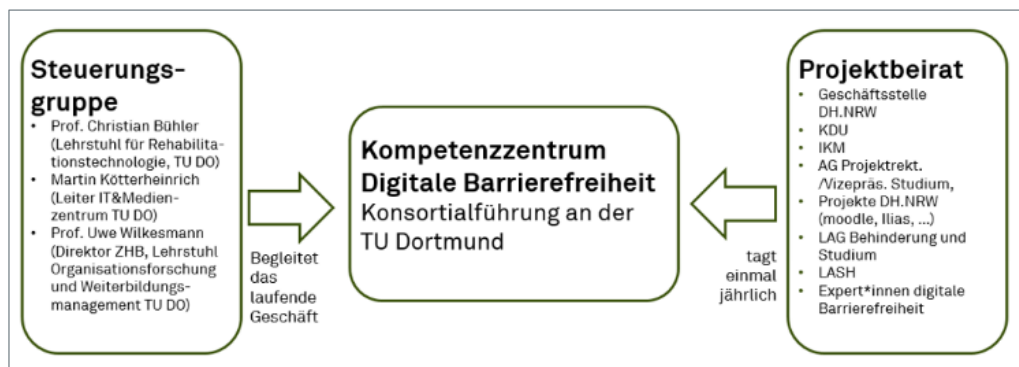 Steuerungs-
gruppe
• Prof. Christian Bühler
(Lehrstuhl für Rehabilita-
tionstechnologie, TU DO)
• Martin Kötterheinrich
(Leiter IT&Medien-
zentrum TU DO)
• Prof. Uwe Wilkesmann
(Direktor ZHB, Lehrstuhl
Organisationsforschung
und Weiterbildungs-
management TU DO)
Begleitet
das
laufende
Geschäft
Kompetenzzentrum
Digitale Barrierefreiheit
Konsortialführung an der
TU Dortmund
tagt
einmal
jährlich
Projektbeirat
• Geschäftsstelle
DH.NRW
• KDU
• IKM
• AG Projektrekt.
/Vizepräs. Studium,
• Projekte DH.NRW
(moodle, Ilias, ...)
• LAG Behinderung und
Studium
• LASH
• Expert*innen digitale
Barrierefreiheit